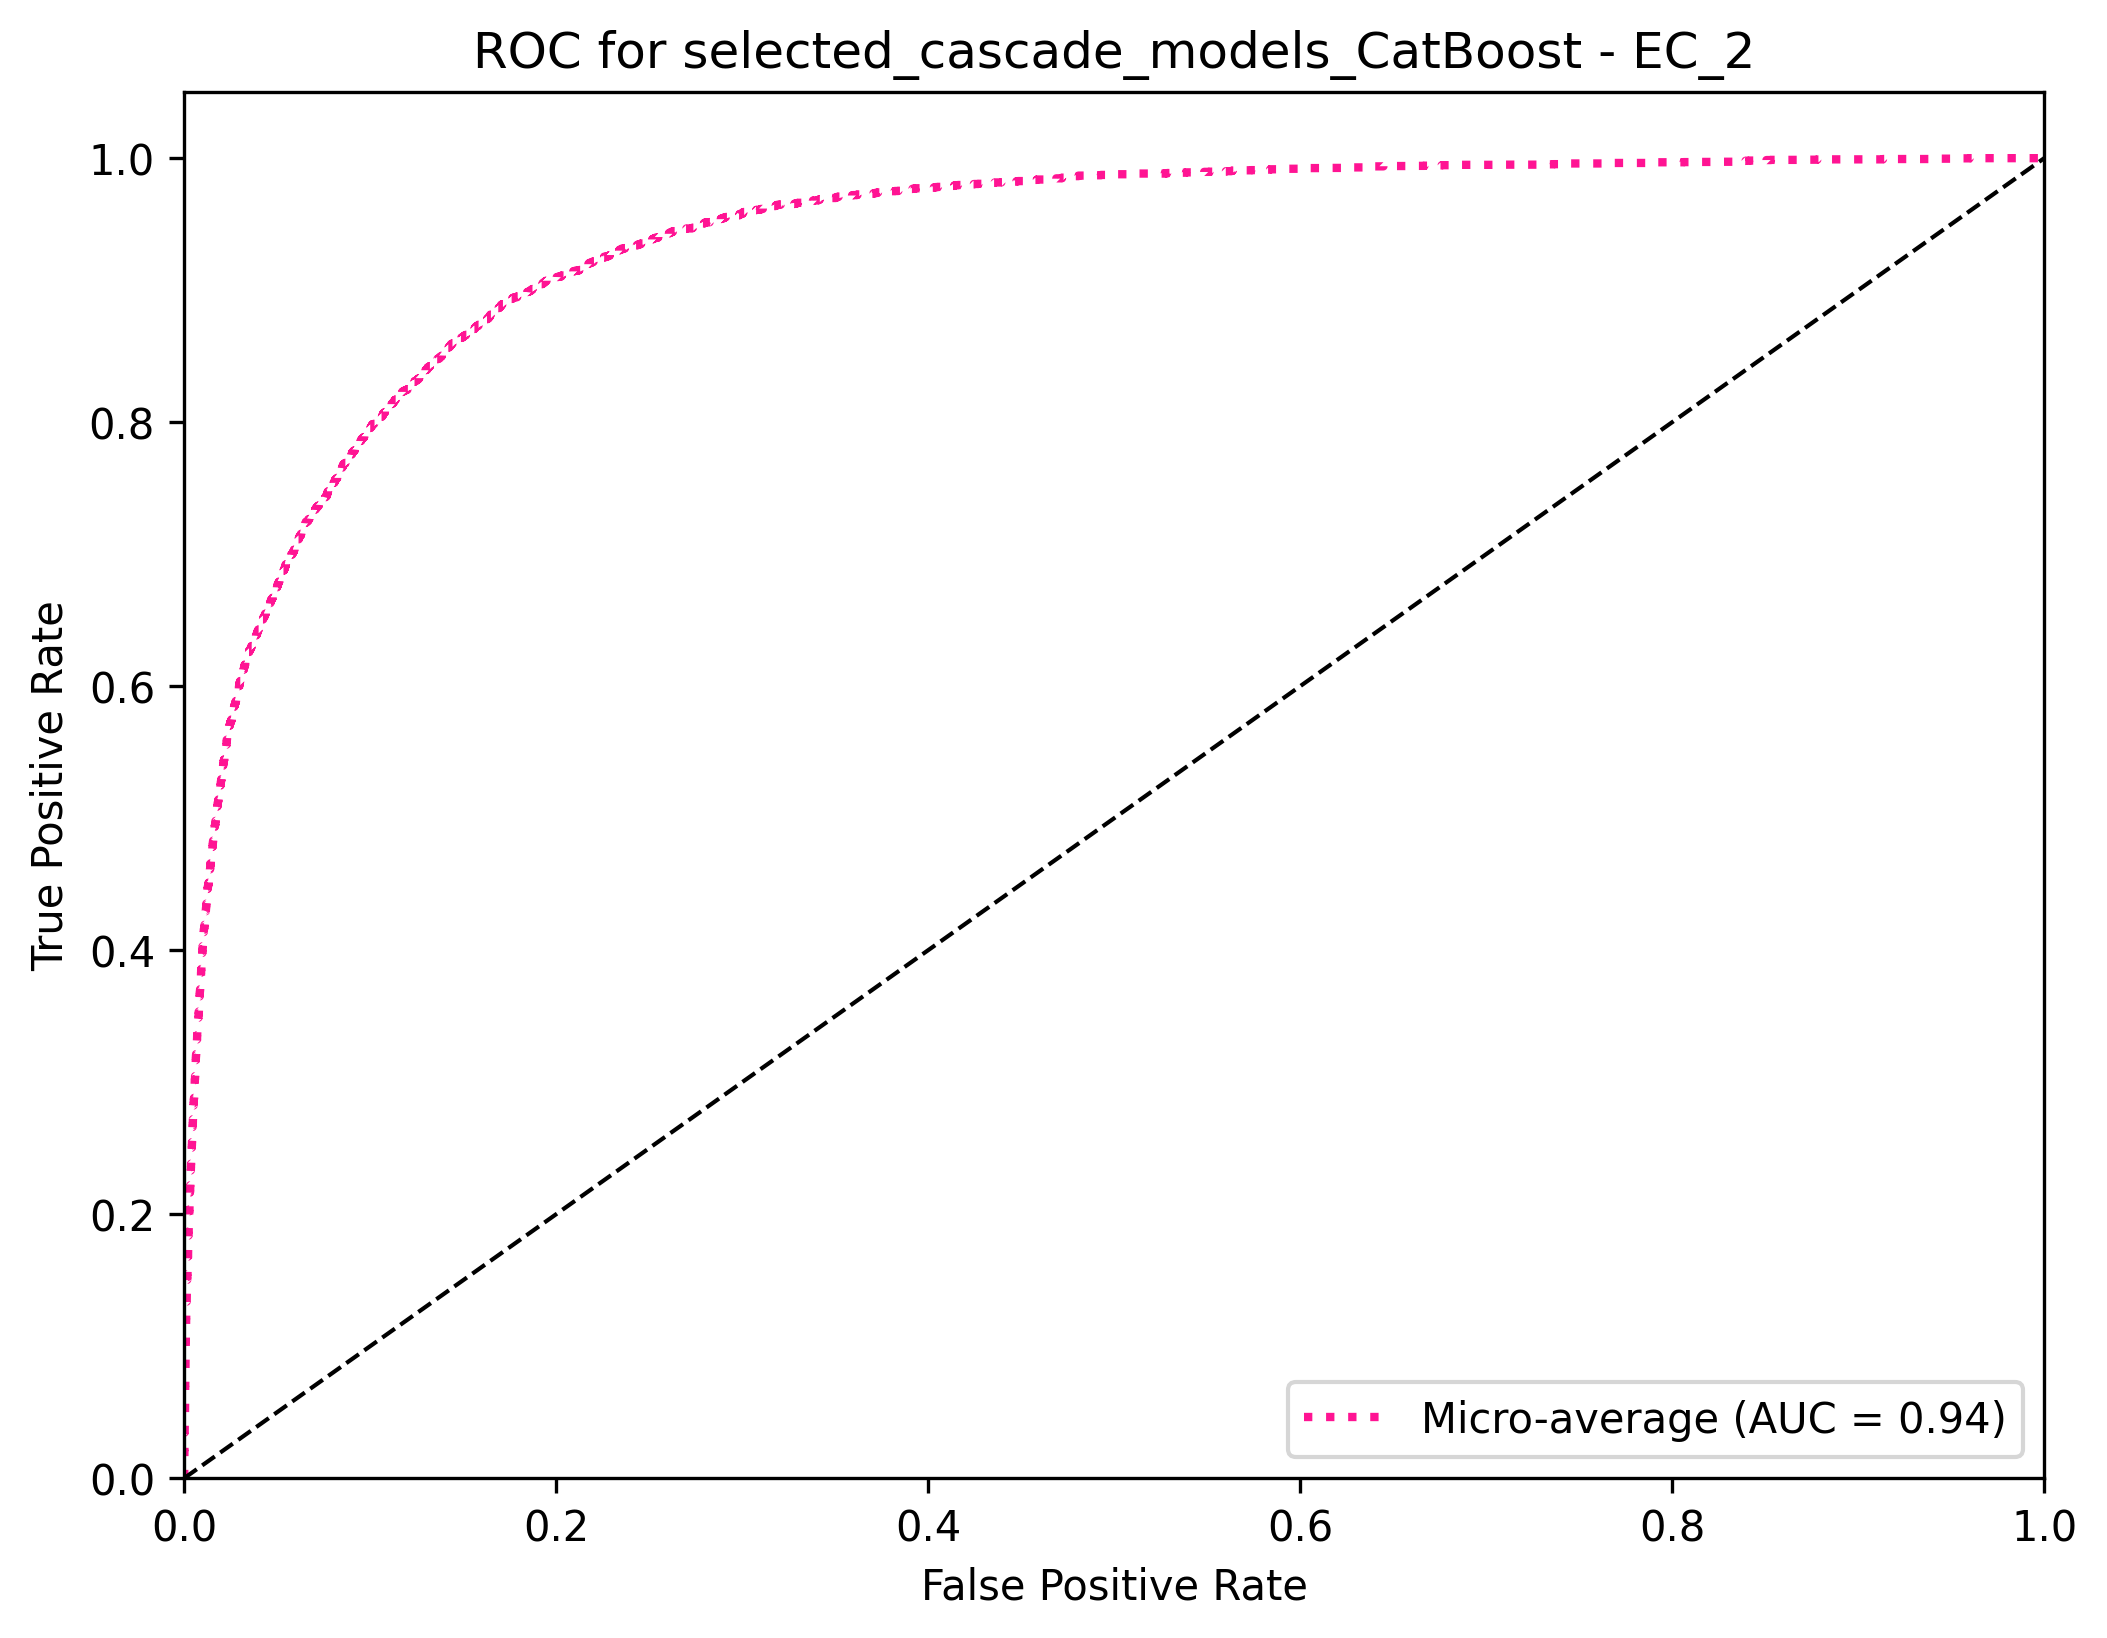 ROC for selected_cascade_models_CatBoost - EC_2
True Positive Rate
1.0
0.8
0.6
0.4
0.2
0.0
Micro-average (AUC = 0.94)
0.0 0.2 0.4 0.6 0.8 1.0
False Positive Rate